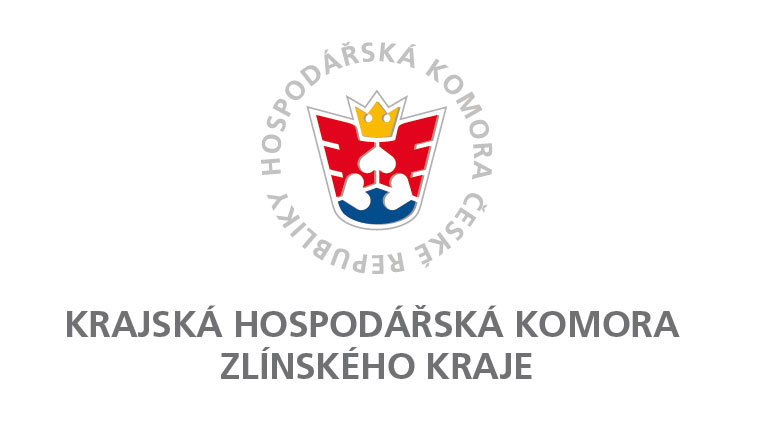 HOSPODÁŘSKÁ KOMORA ČESKÉ REPUBLIKY
KRAJSKÁ HOSPODÁŘSKÁ KOMORA
ZLÍNSKÉHO KRAJE